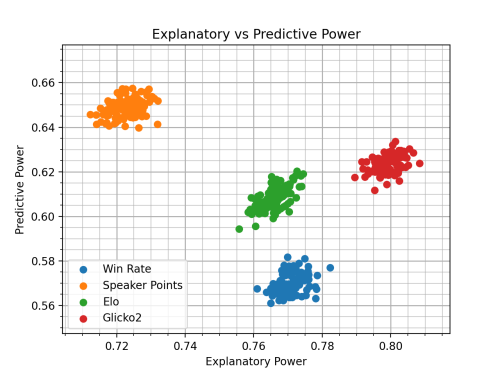 Explanatory vs Predictive Power
0.66
0.64
0.62
0.60
0.58
0.56
Predictive Power
Win Rate
Speaker Points
Elo
Glicko2
0.72 0.74 0.76 0.78 0.80
Explanatory Power